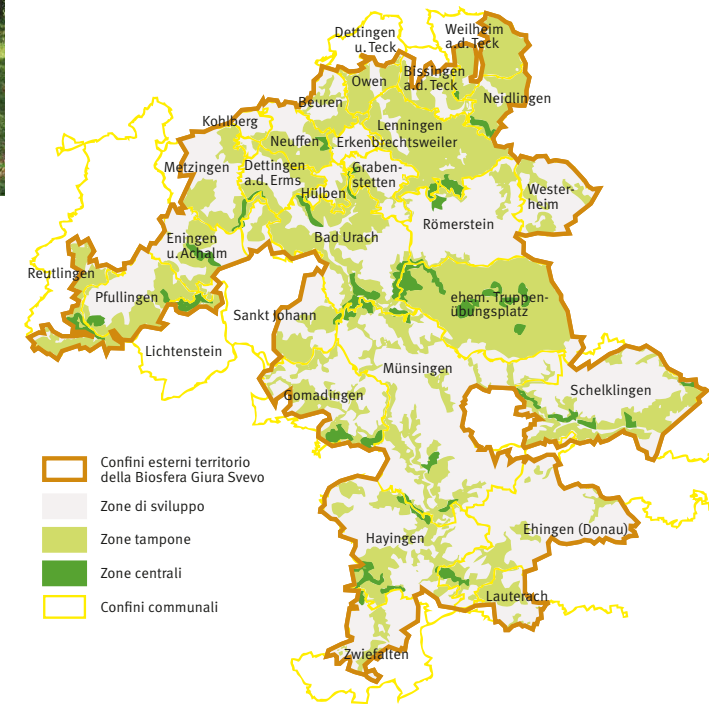 Dettingen
u. Teck
Weilheim
a.d. Teck
Owen
Bissingen
a.d. Teck
Beuren
Neidlingen
Kohlberg
Lenningen
Neuffen
Erkenbrechtsweiler
Metzingen
Dettingen
a.d. Erms
Graben-
stetten
Hülben
Wester-
heim
Römerstein
Eningen
u. Achalm
Bad Urach
Reutlingen
Pfullingen
ehem. Truppen-
übungsplatz
Sankt Johann
Lichtenstein
Münsingen
Schelklingen
Gomadingen
Confini esterni territorio
della Biosfera Giura Svevo
Zone di sviluppo
Zone tampone
Zone centrali
Confini communali
Hayingen
Ehingen (Donau)
Lauterach
Zwiefalten